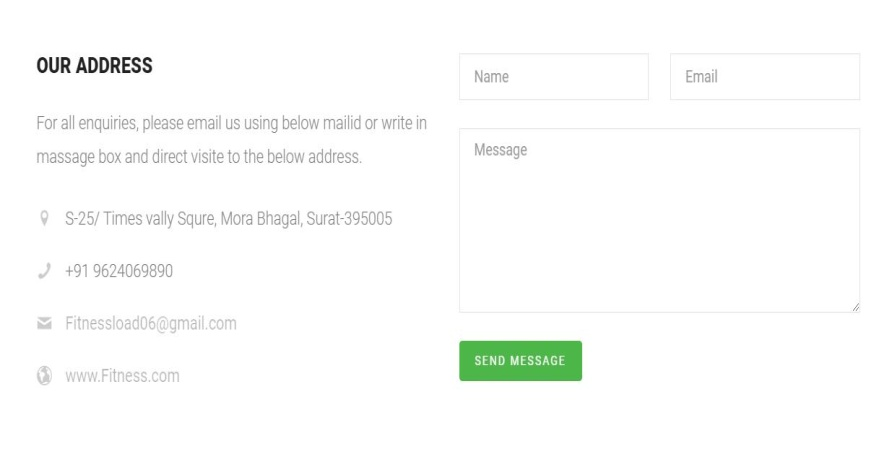 OUR ADDRESS
For all enquiries, please email us using below mailid or write in
massage box and direct visite to the below address.
S-25/ Times vally Squre, Mora Bhagal, Surat-395005
+91 9624069890
Fitnessload06@gmail.com
www.Fitness.com
Name
Email
Message
SEND MESSAGE